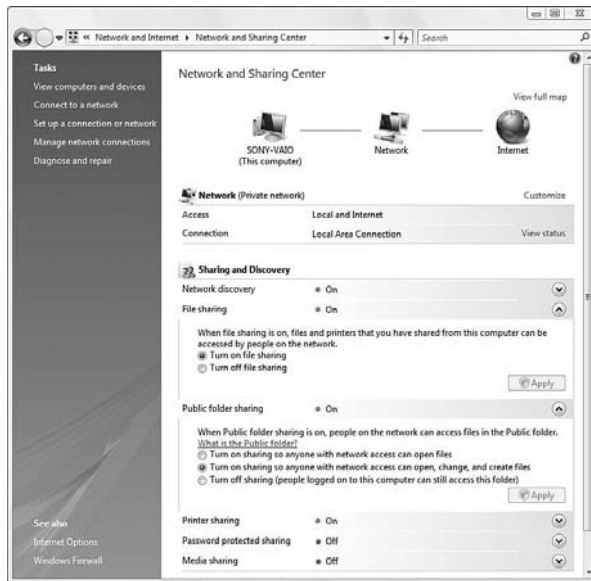 « Network and Internet ▸ Network and Sharing Center
Search
Tasks
View computers and devices
Connect to a network
Set up a connection or network
Manage network connections
Diagnose and repair
Network and Sharing Center
View full map
SONY-VAIO
(This computer)
Network
Internet
Network (Private network)
Customize
Access
Local and Internet
Connection
Local Area Connection
View status
Sharing and Discovery
Network discovery
On
File sharing
On
When file sharing is on, files and printers that you have shared from this computer can be
accessed by people on the network.
Turn on file sharing
Turn off file sharing
Apply
Public folder sharing
On
When Public folder sharing is on, people on the network can access files in the Public folder.
What is the Public folder?
Turn on sharing so anyone with network access can open files
Turn on sharing so anyone with network access can open, change, and create files
Turn off sharing (people logged on to this computer can still access this folder)
Apply
Printer sharing
On
Password protected sharing
Off
Media sharing
Off
See also
Internet Options
Windows Firewall